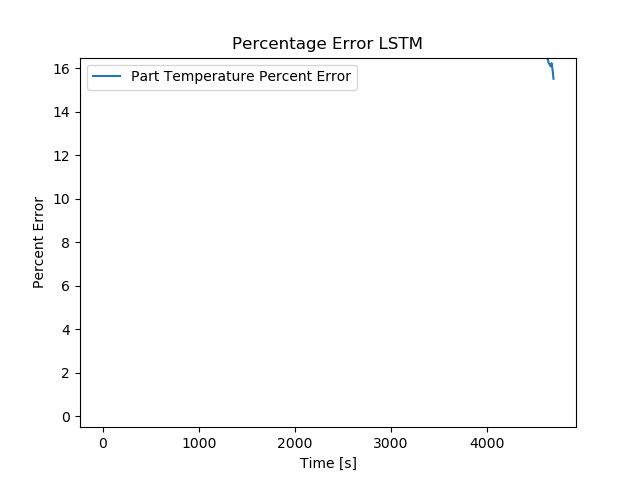 Percentage Error LSTM
Part Temperature Percent Error
16
14
12
10
8
6
4
2
0
Percent Error
0 1000 2000 3000 4000
Time [s]